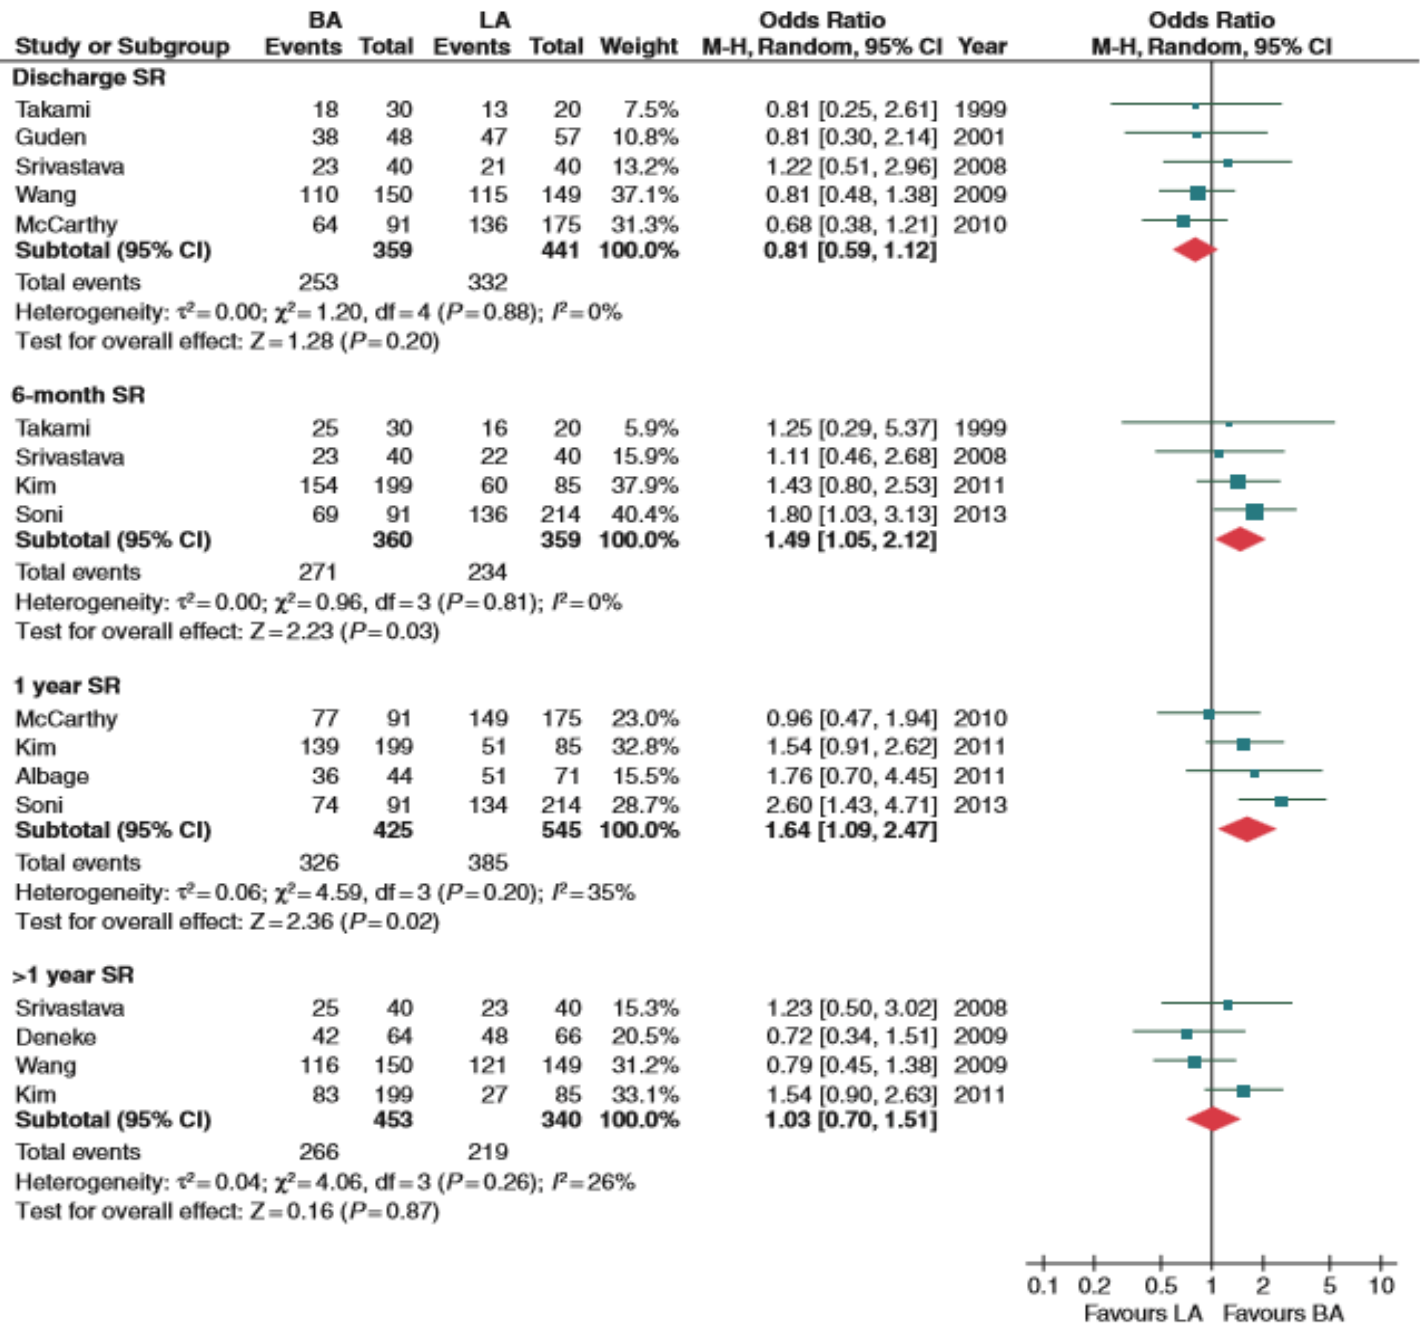 BA LA Odds Ratio Odds Ratio
Study or Subgroup Events Total Events Total Weight M-H, Random, 95% CI Year M-H, Random, 95% CI
Discharge SR
Takami 18 30 13 20 7.5% 0.81 [0.25, 2.61] 1999
Guden 38 48 47 57 10.8% 0.81 [0.30, 2.14] 2001
Srivastava 23 40 21 40 13.2% 1.22 [0.51, 2.96] 2008
Wang 110 150 115 149 37.1% 0.81 [0.48, 1.38] 2009
McCarthy 64 91 136 175 31.3% 0.68 [0.38, 1.21] 2010
Subtotal (95% CI) 359 441 100.0% 0.81 [0.59, 1.12]
Total events 253 332
Heterogeneity: τ²=0.00; χ²=1.20, df=4 (P=0.88); I²=0%
Test for overall effect: Z=1.28 (P=0.20)
6-month SR
Takami 25 30 16 20 5.9% 1.25 [0.29, 5.37] 1999
Srivastava 23 40 22 40 15.9% 1.11 [0.46, 2.68] 2008
Kim 154 199 60 85 37.9% 1.43 [0.80, 2.53] 2011
Soni 69 91 136 214 40.4% 1.80 [1.03, 3.13] 2013
Subtotal (95% CI) 360 359 100.0% 1.49 [1.05, 2.12]
Total events 271 234
Heterogeneity: τ²=0.00; χ²=0.96, df=3 (P=0.81); I²=0%
Test for overall effect: Z=2.23 (P=0.03)
1 year SR
McCarthy 77 91 149 175 23.0% 0.96 [0.47, 1.94] 2010
Kim 139 199 51 85 32.8% 1.54 [0.91, 2.62] 2011
Albage 36 44 51 71 15.5% 1.76 [0.70, 4.45] 2011
Soni 74 91 134 214 28.7% 2.60 [1.43, 4.71] 2013
Subtotal (95% CI) 425 545 100.0% 1.64 [1.09, 2.47]
Total events 326 385
Heterogeneity: τ²=0.06; χ²=4.59, df=3 (P=0.20); I²=35%
Test for overall effect: Z=2.36 (P=0.02)
>1 year SR
Srivastava 25 40 23 40 15.3% 1.23 [0.50, 3.02] 2008
Deneke 42 64 48 66 20.5% 0.72 [0.34, 1.51] 2009
Wang 116 150 121 149 31.2% 0.79 [0.45, 1.38] 2009
Kim 83 199 27 85 33.1% 1.54 [0.90, 2.63] 2011
Subtotal (95% CI) 453 340 100.0% 1.03 [0.70, 1.51]
Total events 266 219
Heterogeneity: τ²=0.04; χ²=4.06, df=3 (P=0.26); I²=26%
Test for overall effect: Z=0.16 (P=0.87)
0.1 0.2 0.5 1 2 5 10
Favours LA Favours BA